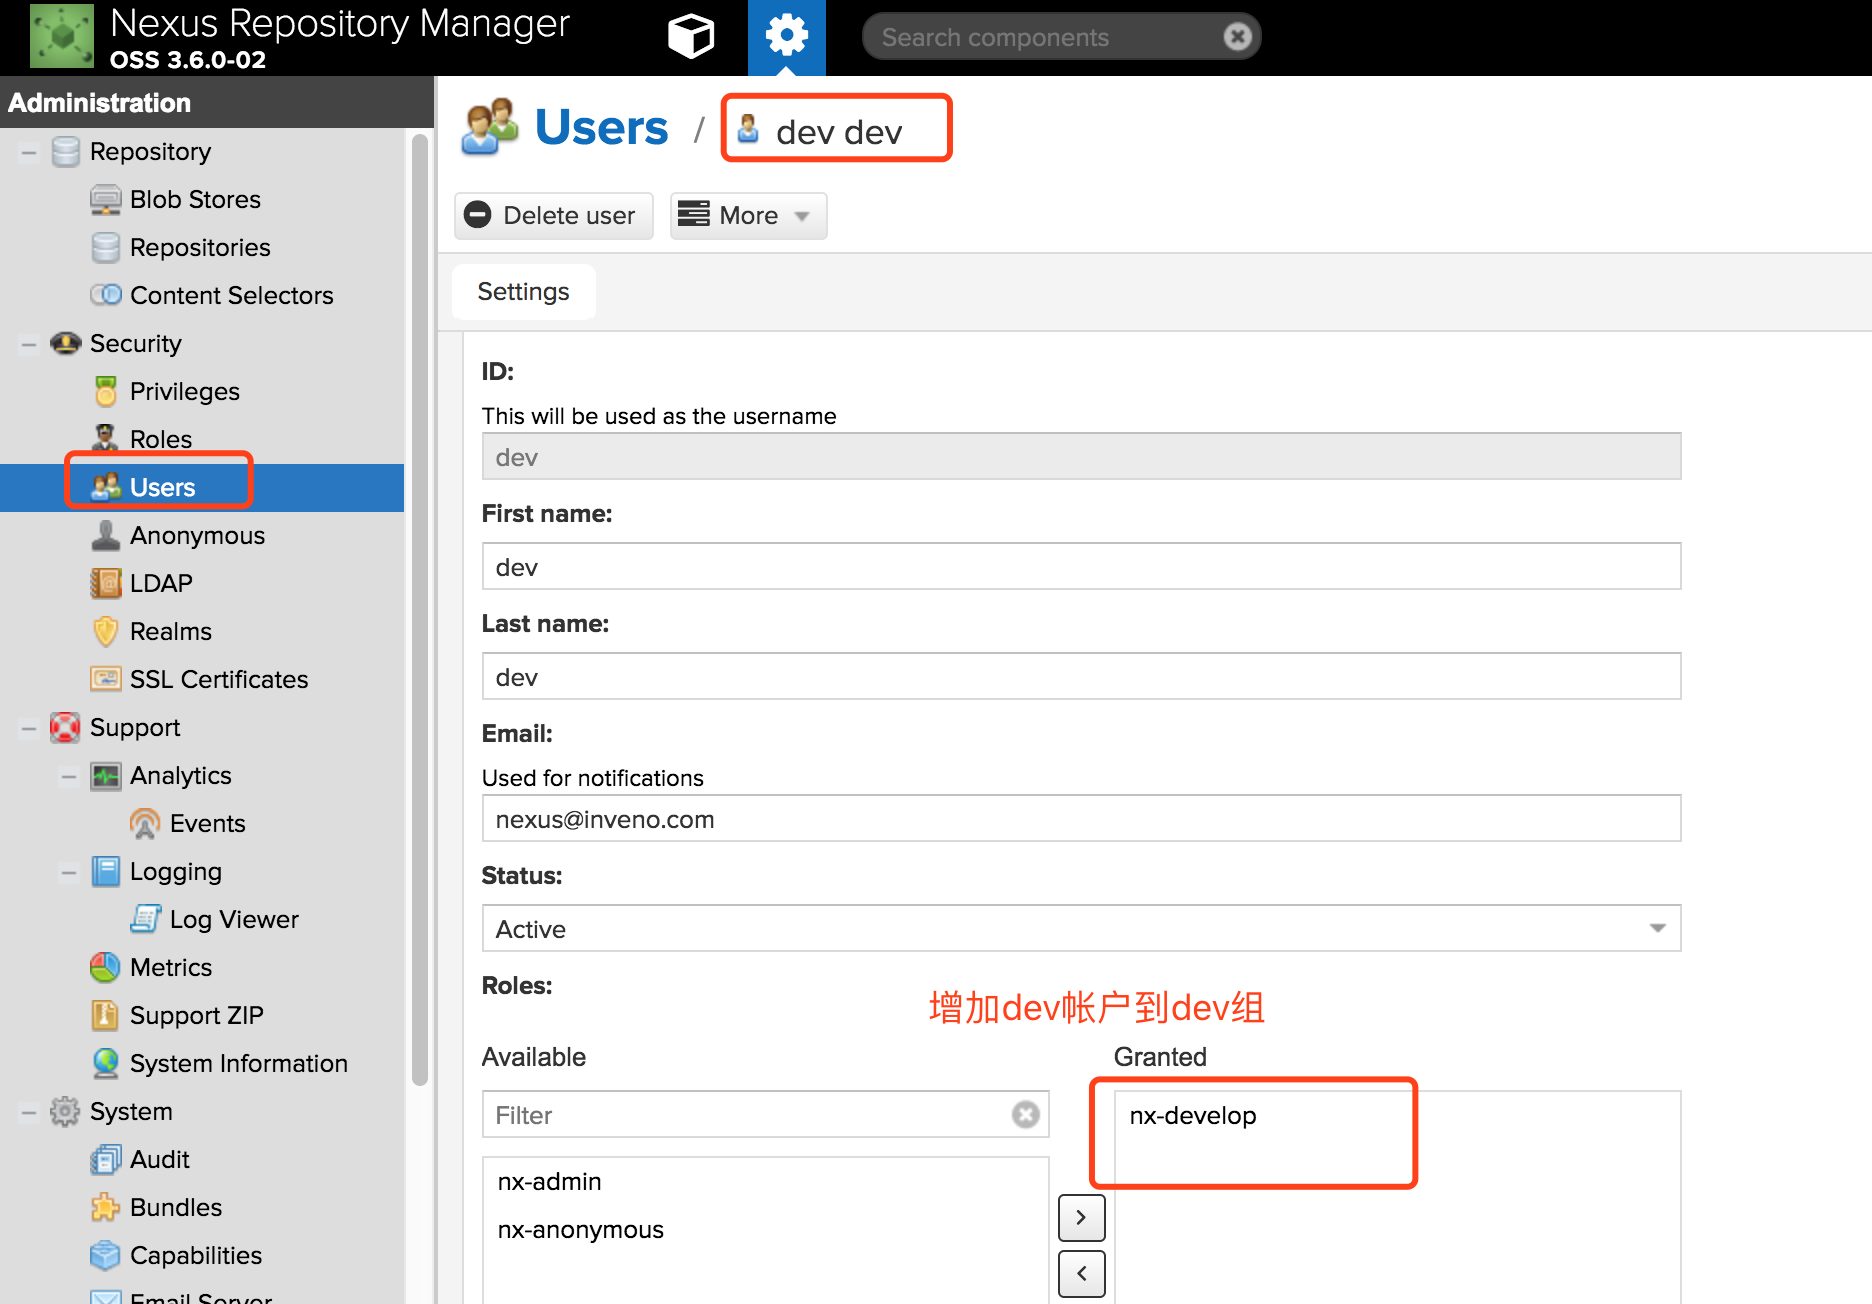 Nexus Repository Manager
OSS 3.6.0-02
Search components
Administration
Repository
Blob Stores
Repositories
Content Selectors
Security
Privileges
Roles
Users
Anonymous
LDAP
Realms
SSL Certificates
Support
Analytics
Events
Logging
Log Viewer
Metrics
Support ZIP
System Information
System
Audit
Bundles
Capabilities
Email Server
Users / dev dev
Delete user
More
Settings
ID:
This will be used as the username
dev
First name:
dev
Last name:
dev
Email:
Used for notifications
nexus@inveno.com
Status:
Active
Roles:
增加dev帐户到dev组
Available
Granted
Filter
nx-develop
nx-admin
nx-anonymous